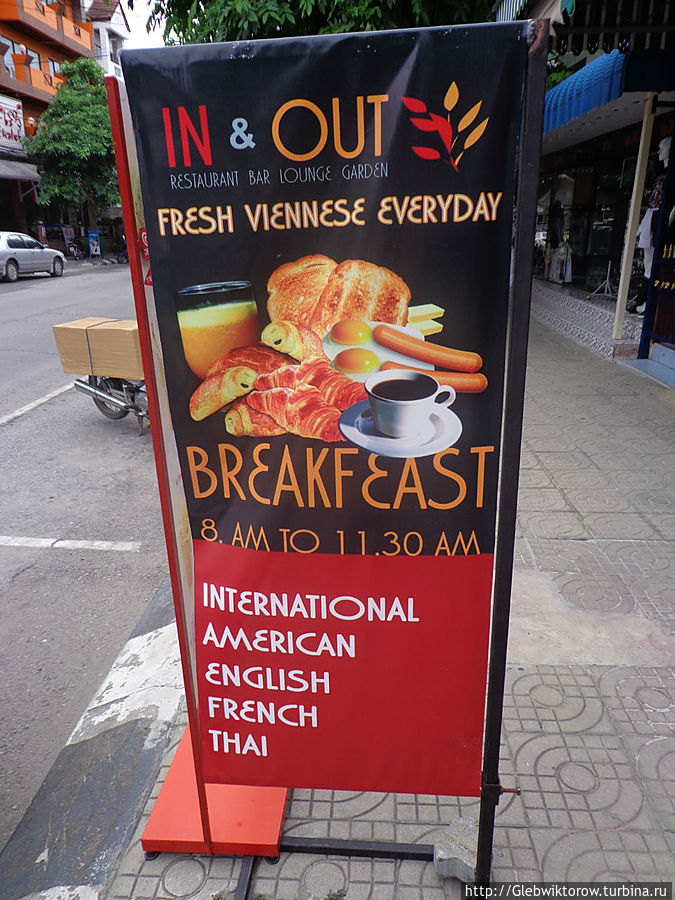 IN & OUT
RESTAURANT BAR LOUNGE GARDEN
FRESH VIENNESE EVERYDAY
BREAKFEAST
8. AM TO 11.30 AM
INTERNATIONAL
AMERICAN
ENGLISH
FRENCH
THAI
http://Glebwiktorow.turbina.ru